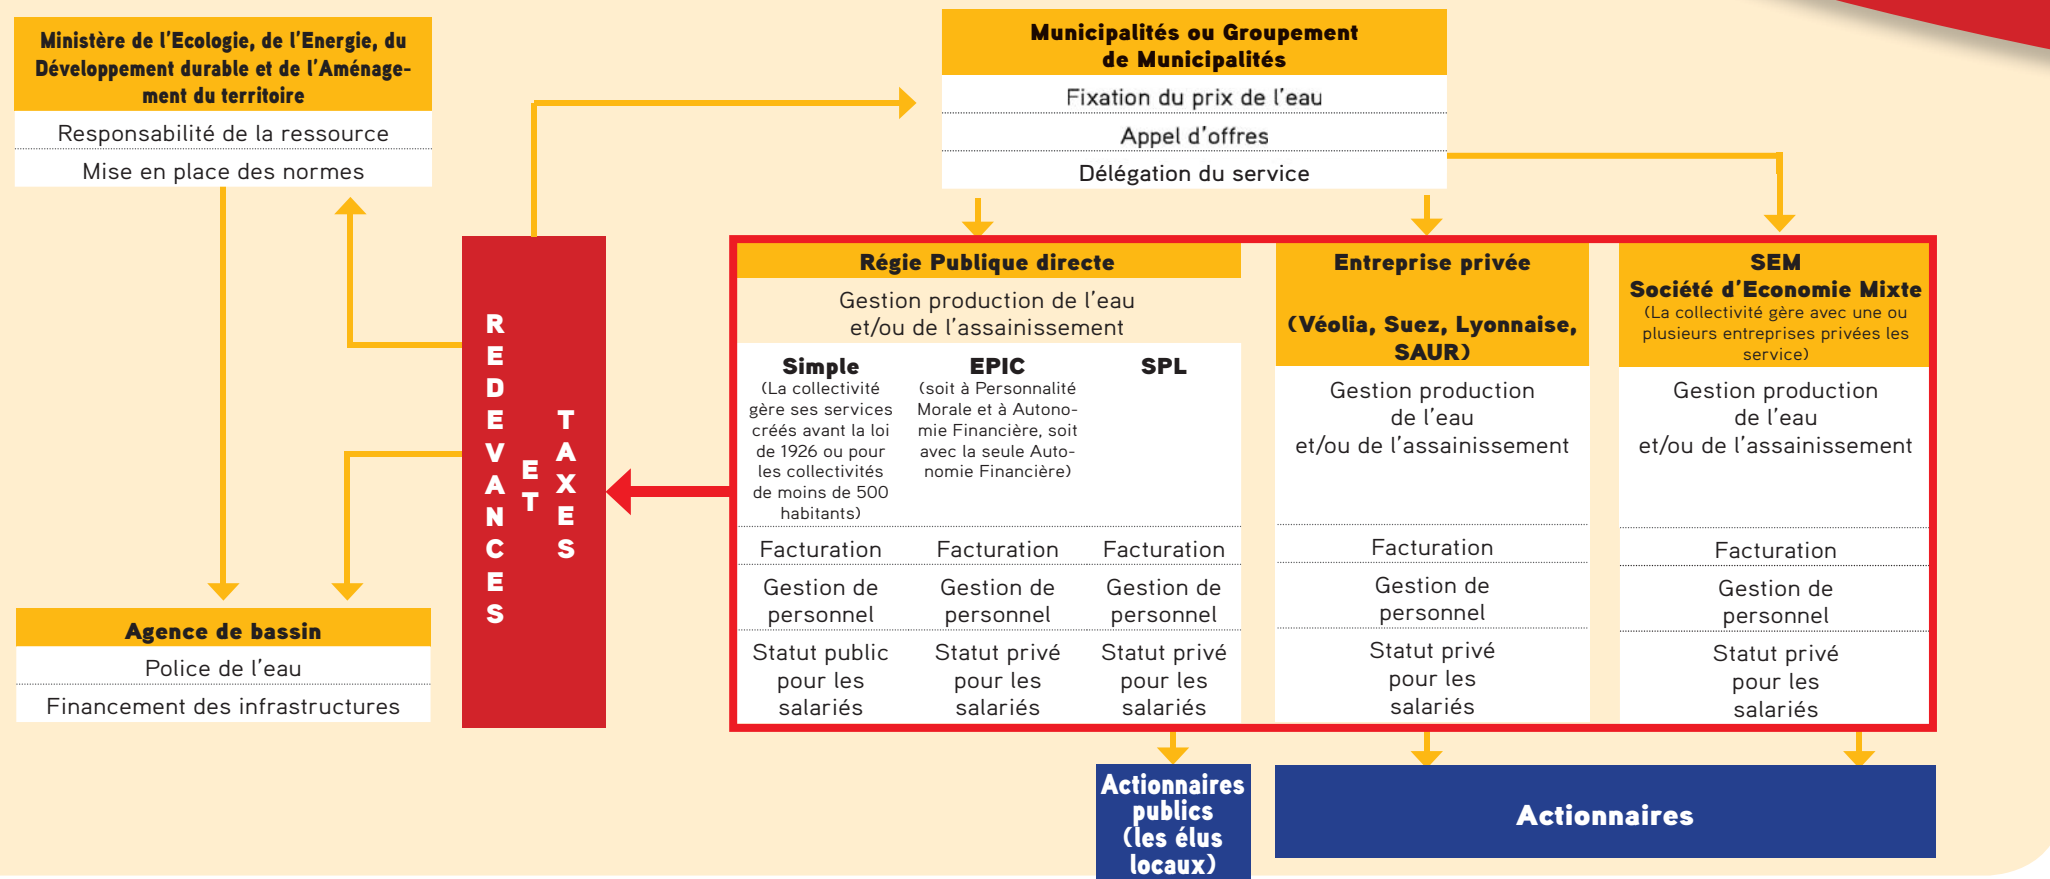 Ministère de l'Ecologie, de l'Energie, du
Développement durable et de l'Aménage-
ment du territoire
Responsabilité de la ressource
Mise en place des normes
Municipalités ou Groupement
de Municipalités
Fixation du prix de l'eau
Appel d'offres
Délégation du service
REDEVANCES
ET
TAXES
Régie Publique directe
Gestion production de l'eau
et/ou de l'assainissement
Simple
(La collectivité
gère ses services
créés avant la loi
de 1926 ou pour
les collectivités
de moins de 500
habitants)
Facturation
Gestion de
personnel
Statut public
pour les
salariés
EPIC
(soit à Personnalité
Morale et à Autono-
mie Financière, soit
avec la seule Auto-
nomie Financière)
Facturation
Gestion de
personnel
Statut privé
pour les
salariés
SPL
Facturation
Gestion de
personnel
Statut privé
pour les
salariés
Entreprise privée
(Véolia, Suez, Lyonnaise,
SAUR)
Gestion production
de l'eau
et/ou de l'assainissement
Facturation
Gestion de
personnel
Statut privé
pour les
salariés
SEM
Société d'Economie Mixte
(La collectivité gère avec une ou
plusieurs entreprises privées les
service)
Gestion production
de l'eau
et/ou de l'assainissement
Facturation
Gestion de
personnel
Statut privé
pour les
salariés
Agence de bassin
Police de l'eau
Financement des infrastructures
Actionnaires
publics
(les élus
locaux)
Actionnaires